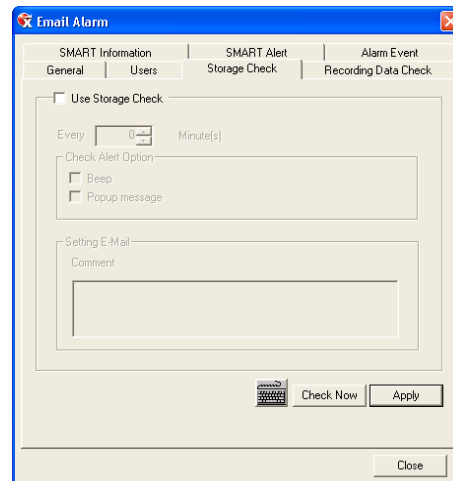 Email Alarm
SMART Information SMART Alert Alarm Event
General Users Storage Check Recording Data Check
Use Storage Check
Every 0 Minute(s)
Check Alert Option
Beep
Popup message
Setting E-Mail
Comment
Check Now Apply
Close